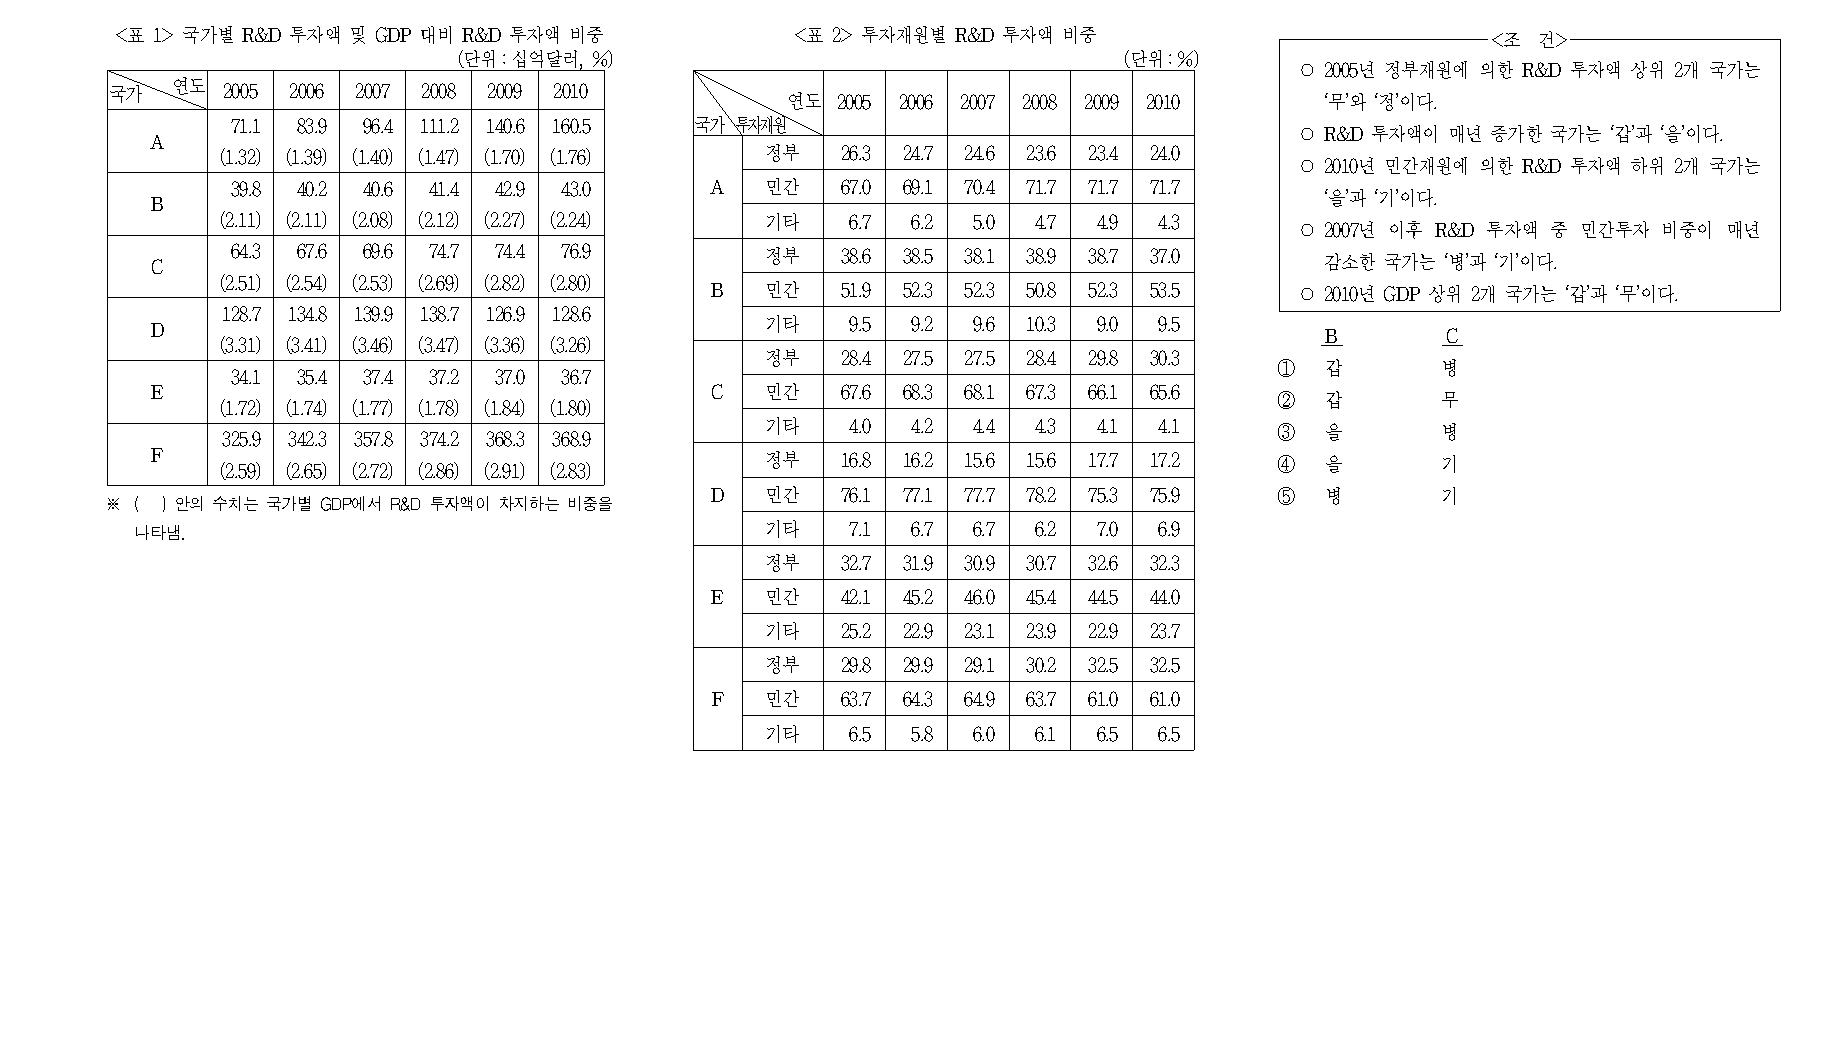 <표 1> 국가별 R&D 투자액 및 GDP 대비 R&D 투자액 비중
(단위 : 십억달러, %)
국가 연도 2005 2006 2007 2008 2009 2010
A 71.1 83.9 96.4 111.2 140.6 160.5
(1.32) (1.39) (1.40) (1.47) (1.70) (1.76)
B 39.8 40.2 40.6 41.4 42.9 43.0
(2.11) (2.11) (2.08) (2.12) (2.27) (2.24)
C 64.3 67.6 69.6 74.7 74.4 76.9
(2.51) (2.54) (2.53) (2.69) (2.82) (2.80)
D 128.7 134.8 139.9 138.7 126.9 128.6
(3.31) (3.41) (3.46) (3.47) (3.36) (3.26)
E 34.1 35.4 37.4 37.2 37.0 36.7
(1.72) (1.74) (1.77) (1.78) (1.84) (1.80)
F 325.9 342.3 357.8 374.2 368.3 368.9
(2.59) (2.65) (2.72) (2.86) (2.91) (2.83)
※ ( ) 안의 수치는 국가별 GDP에서 R&D 투자액이 차지하는 비중을
나타냄.
<표 2> 투자재원별 R&D 투자액 비중
(단위 : %)
국가 투자재원 연도 2005 2006 2007 2008 2009 2010
A 정부 26.3 24.7 24.6 23.6 23.4 24.0
민간 67.0 69.1 70.4 71.7 71.7 71.7
기타 6.7 6.2 5.0 4.7 4.9 4.3
B 정부 38.6 38.5 38.1 38.9 38.7 37.0
민간 51.9 52.3 52.3 50.8 52.3 53.5
기타 9.5 9.2 9.6 10.3 9.0 9.5
C 정부 28.4 27.5 27.5 28.4 29.8 30.3
민간 67.6 68.3 68.1 67.3 66.1 65.6
기타 4.0 4.2 4.4 4.3 4.1 4.1
D 정부 16.8 16.2 15.6 15.6 17.7 17.2
민간 76.1 77.1 77.7 78.2 75.3 75.9
기타 7.1 6.7 6.7 6.2 7.0 6.9
E 정부 32.7 31.9 30.9 30.7 32.6 32.3
민간 42.1 45.2 46.0 45.4 44.5 44.0
기타 25.2 22.9 23.1 23.9 22.9 23.7
F 정부 29.8 29.9 29.1 30.2 32.5 32.5
민간 63.7 64.3 64.9 63.7 61.0 61.0
기타 6.5 5.8 6.0 6.1 6.5 6.5
<조 건>
○ 2005년 정부재원에 의한 R&D 투자액 상위 2개 국가는
‘무’와 ‘정’이다.
○ R&D 투자액이 매년 증가한 국가는 ‘갑’과 ‘을’이다.
○ 2010년 민간재원에 의한 R&D 투자액 하위 2개 국가는
‘을’과 ‘기’이다.
○ 2007년 이후 R&D 투자액 중 민간투자 비중이 매년
감소한 국가는 ‘병’과 ‘기’이다.
○ 2010년 GDP 상위 2개 국가는 ‘갑’과 ‘무’이다.
B C
① 갑 병
② 갑 무
③ 을 병
④ 을 기
⑤ 병 기